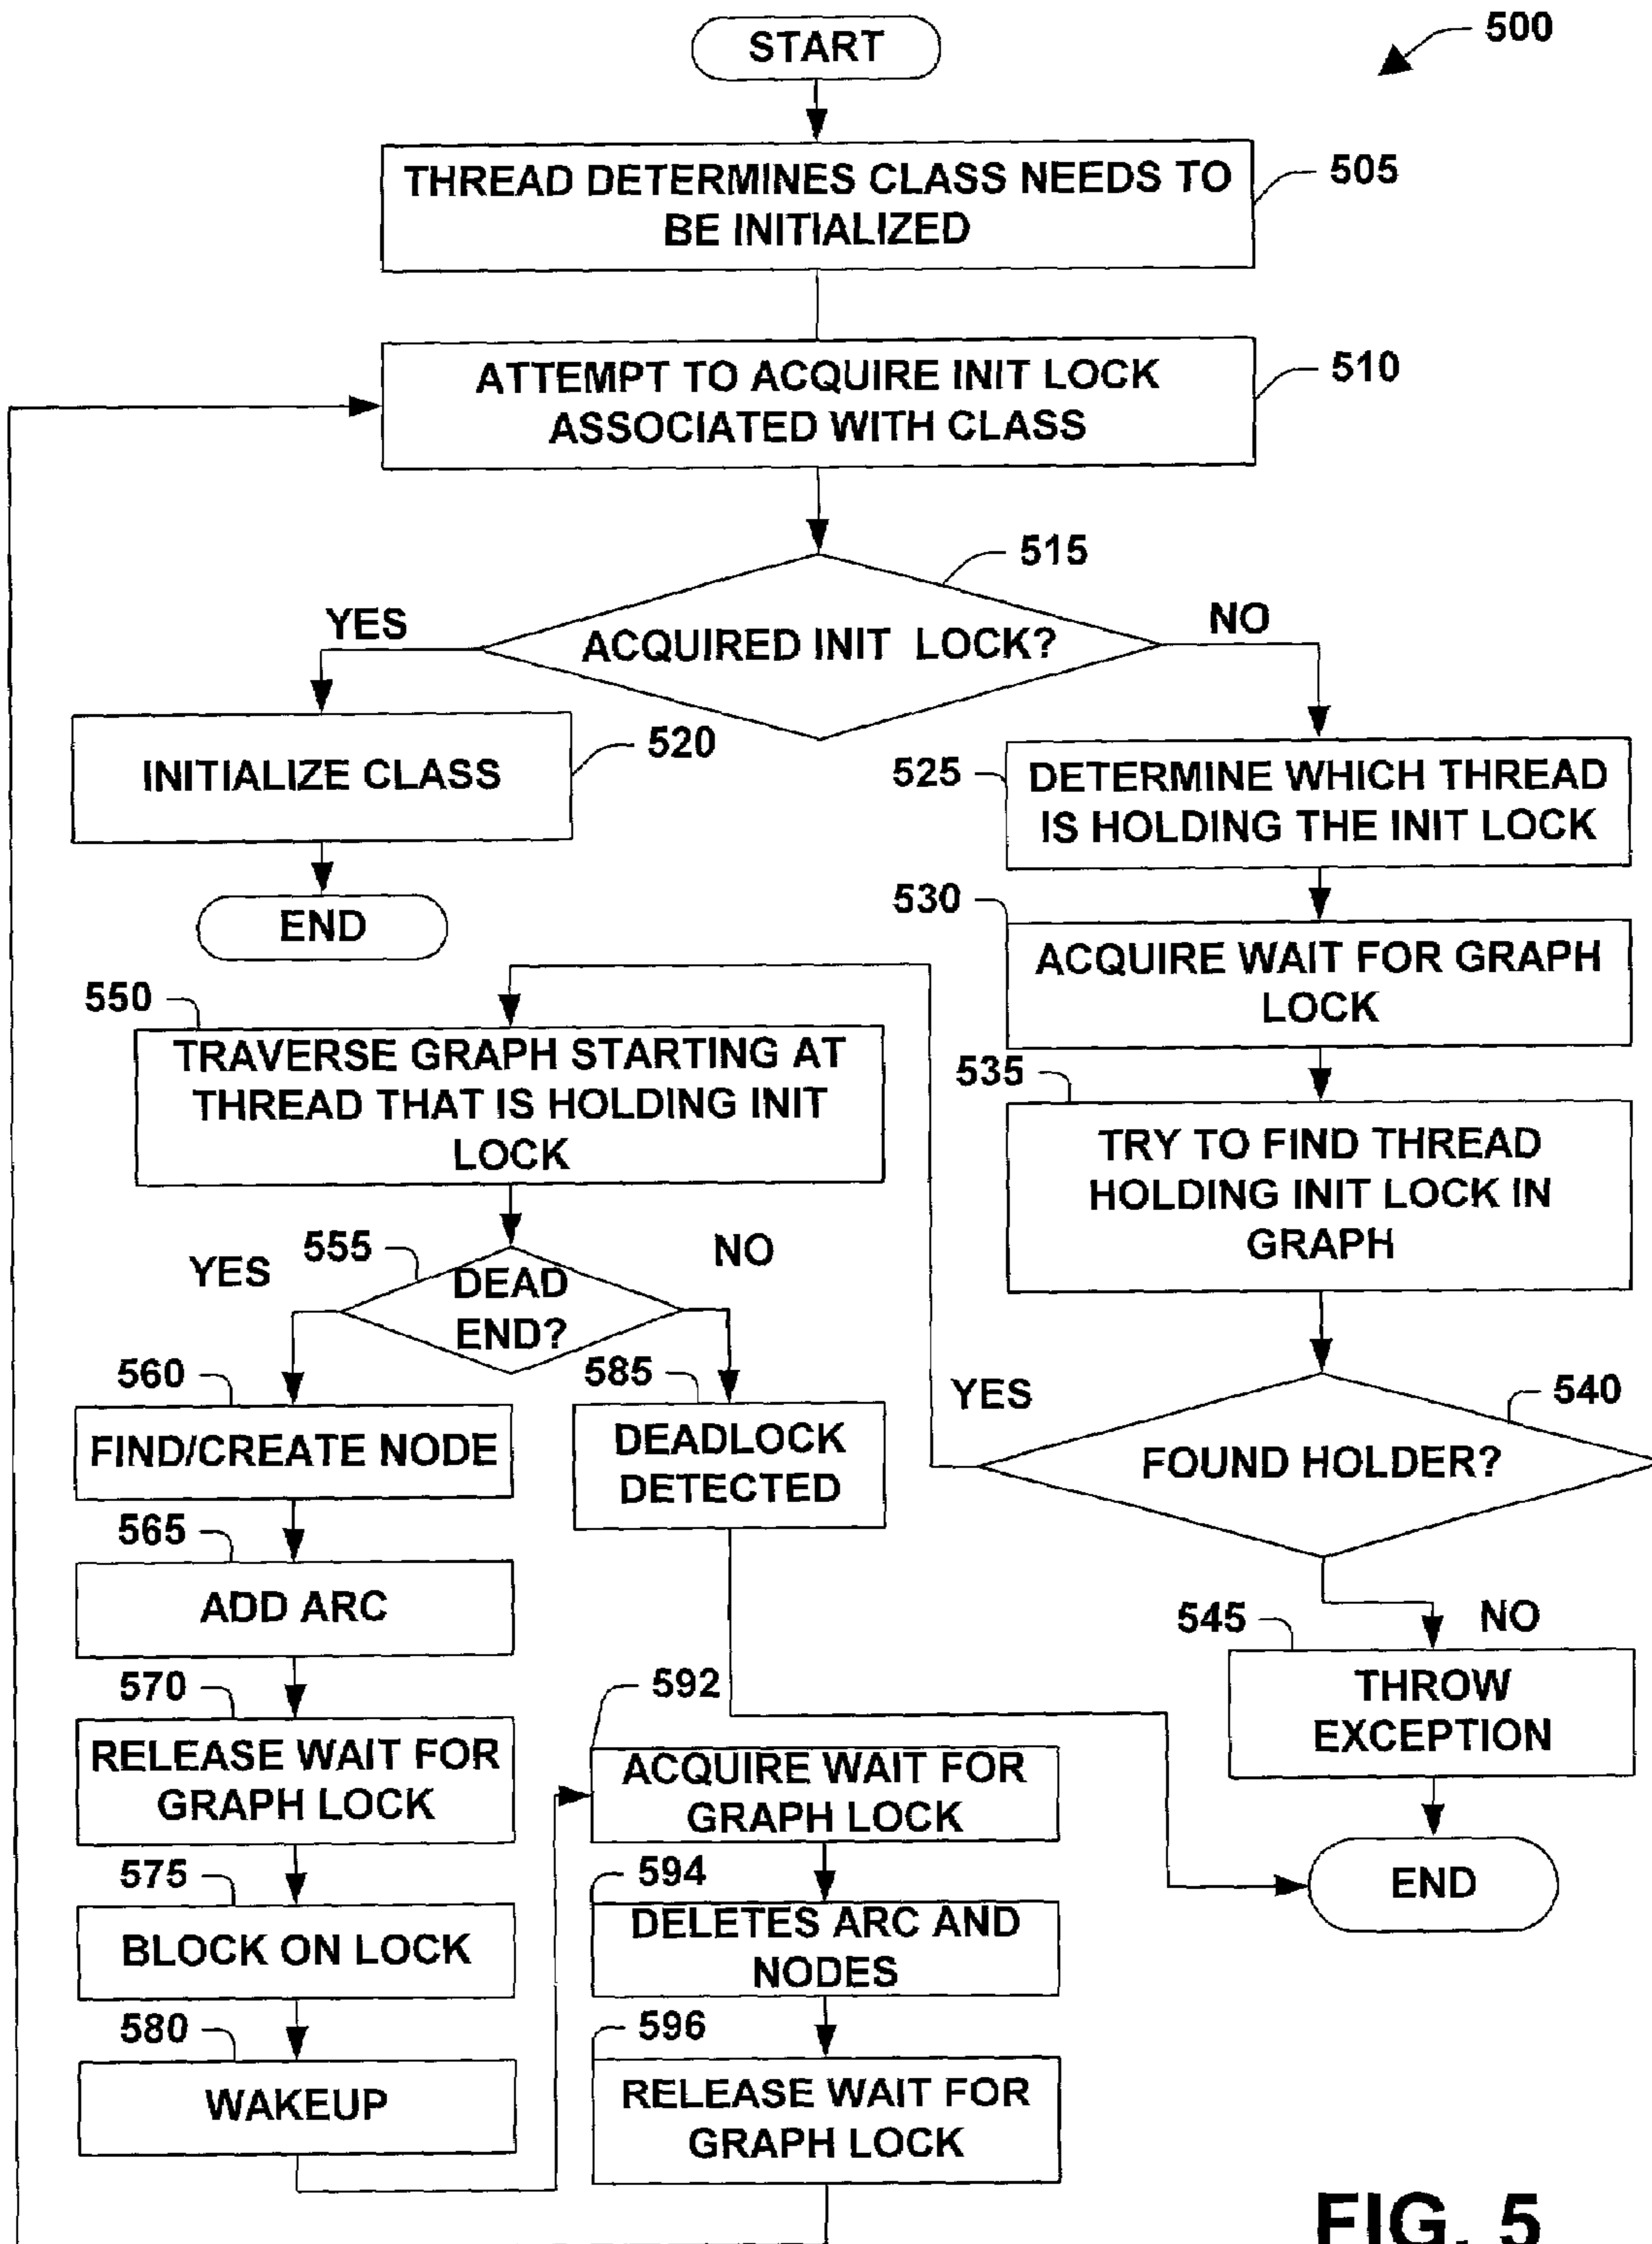 START
500
THREAD DETERMINES CLASS NEEDS TO
BE INITIALIZED
505
ATTEMPT TO ACQUIRE INIT LOCK
ASSOCIATED WITH CLASS
510
515
YES
ACQUIRED INIT LOCK?
NO
INITIALIZE CLASS
520
END
525
DETERMINE WHICH THREAD
IS HOLDING THE INIT LOCK
530
ACQUIRE WAIT FOR GRAPH
LOCK
535
TRY TO FIND THREAD
HOLDING INIT LOCK IN
GRAPH
550
TRAVERSE GRAPH STARTING AT
THREAD THAT IS HOLDING INIT
LOCK
YES
555
DEAD
END?
NO
YES
540
FOUND HOLDER?
NO
545
THROW
EXCEPTION
END
560
FIND/CREATE NODE
585
DEADLOCK
DETECTED
565
ADD ARC
570
RELEASE WAIT FOR
GRAPH LOCK
575
BLOCK ON LOCK
580
WAKEUP
592
ACQUIRE WAIT FOR
GRAPH LOCK
594
DELETES ARC AND
NODES
596
RELEASE WAIT FOR
GRAPH LOCK
FIG. 5